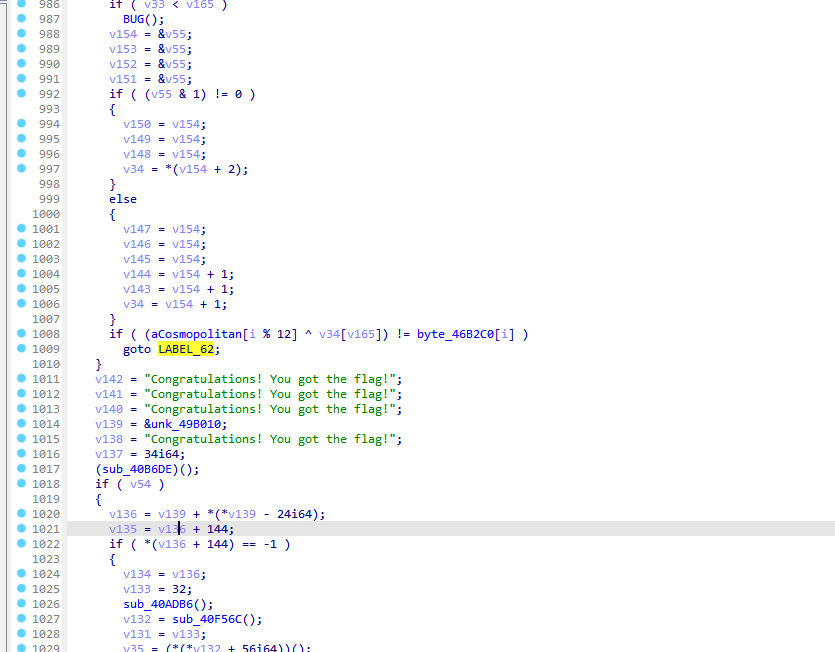 986 if ( v33 < v165 )
987 BUG();
988 v154 = &v55;
989 v153 = &v55;
990 v152 = &v55;
991 v151 = &v55;
992 if ( (v55 & 1) != 0 )
993 {
994 v150 = v154;
995 v149 = v154;
996 v148 = v154;
997 v34 = *(v154 + 2);
998 }
999 else
1000 {
1001 v147 = v154;
1002 v146 = v154;
1003 v145 = v154;
1004 v144 = v154 + 1;
1005 v143 = v154 + 1;
1006 v34 = v154 + 1;
1007 }
1008 if ( (aCosmopolitan[i % 12] ^ v34[v165]) != byte_46B2C0[i] )
1009 goto LABEL_62;
1010 }
1011 v142 = "Congratulations! You got the flag!";
1012 v141 = "Congratulations! You got the flag!";
1013 v140 = "Congratulations! You got the flag!";
1014 v139 = &unk_49B010;
1015 v138 = "Congratulations! You got the flag!";
1016 v137 = 34i64;
1017 (sub_40B6DE)();
1018 if ( v54 )
1019 {
1020 v136 = v139 + *(*v139 - 24i64);
1021 v135 = v136 + 144;
1022 if ( *(v136 + 144) == -1 )
1023 {
1024 v134 = v136;
1025 v133 = 32;
1026 sub_40ADB6();
1027 v132 = sub_40F56C();
1028 v131 = v133;
1029 v35 = (*(*v132 + 56i64))();